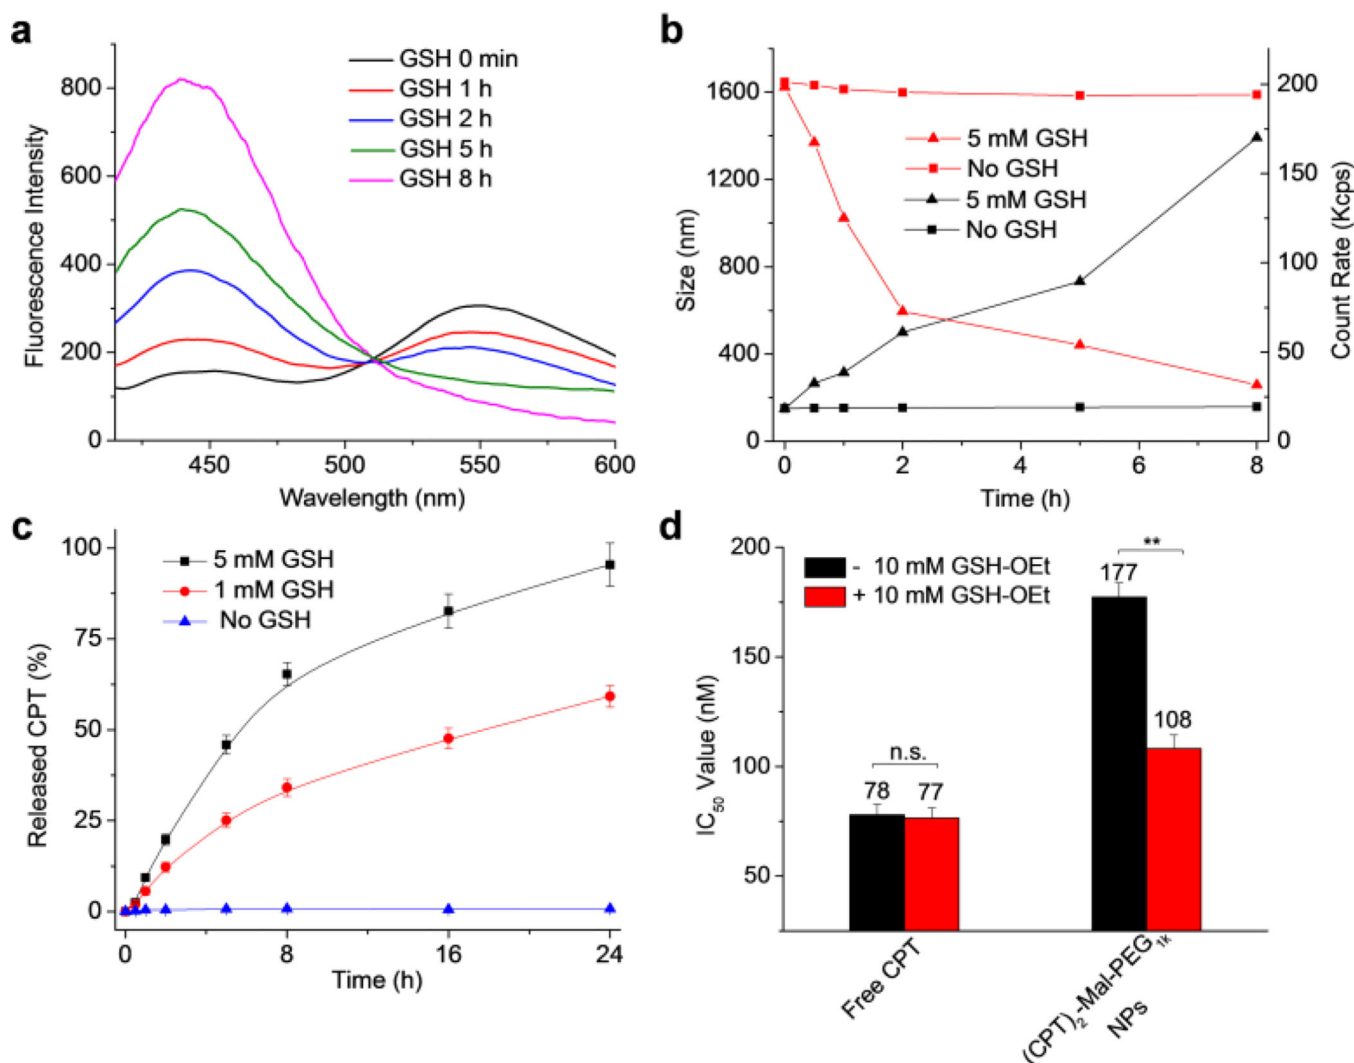 a
GSH 0 min
GSH 1 h
GSH 2 h
GSH 5 h
GSH 8 h
800
600
400
200
0
Fluorescence Intensity
450 500 550 600
Wavelength (nm)
b
1600
1200
800
400
0
Size (nm)
5 mM GSH
No GSH
5 mM GSH
No GSH
200
150
100
50
0
Count Rate (Kcps)
0 2 4 6 8
Time (h)
c
5 mM GSH
1 mM GSH
No GSH
100
75
50
25
0
Released CPT (%)
0 8 16 24
Time (h)
d
- 10 mM GSH-OEt
+ 10 mM GSH-OEt
200
150
100
50
IC50 Value (nM)
**
177
108
n.s.
78 77
Free CPT
(CPT)2-Mal-PEG1k
NPs